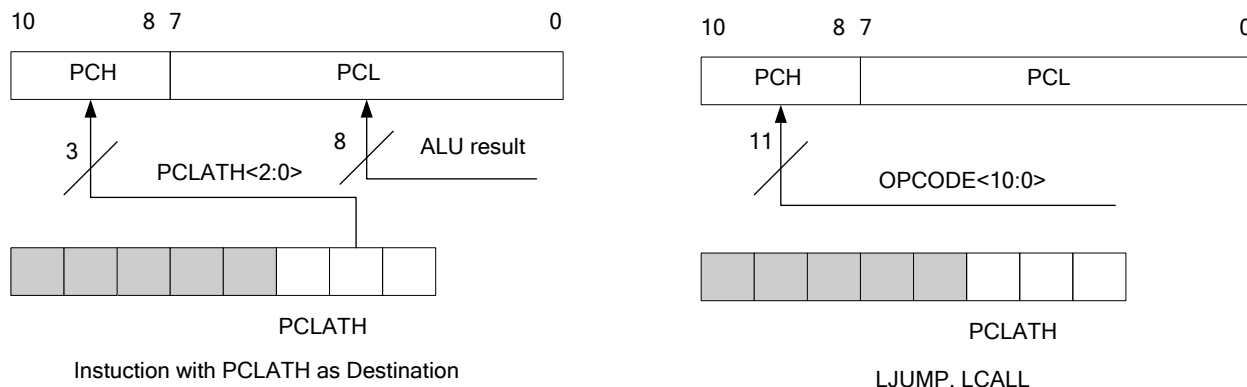 10 8 7 0
PCH PCL
3 8 ALU result
PCLATH<2:0>
PCLATH
Instuction with PCLATH as Destination
10 8 7 0
PCH PCL
11
OPCODE<10:0>
PCLATH
LJUMP, LCALL